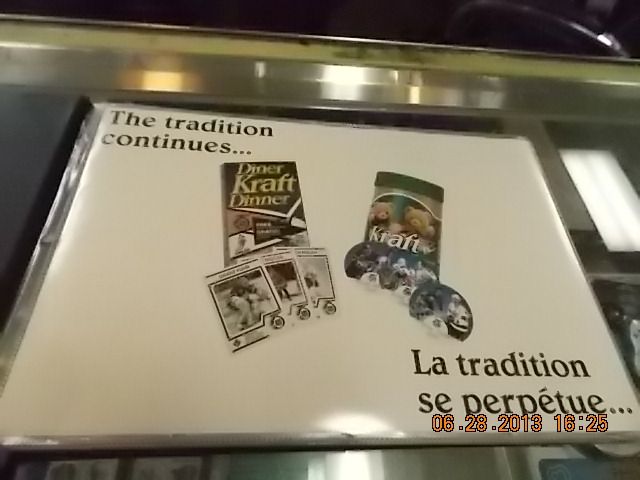 The tradition
continues...
Diner
Kraft
Dinner
Kraft
La tradition
se perpétue...
06.28.2013 16:25